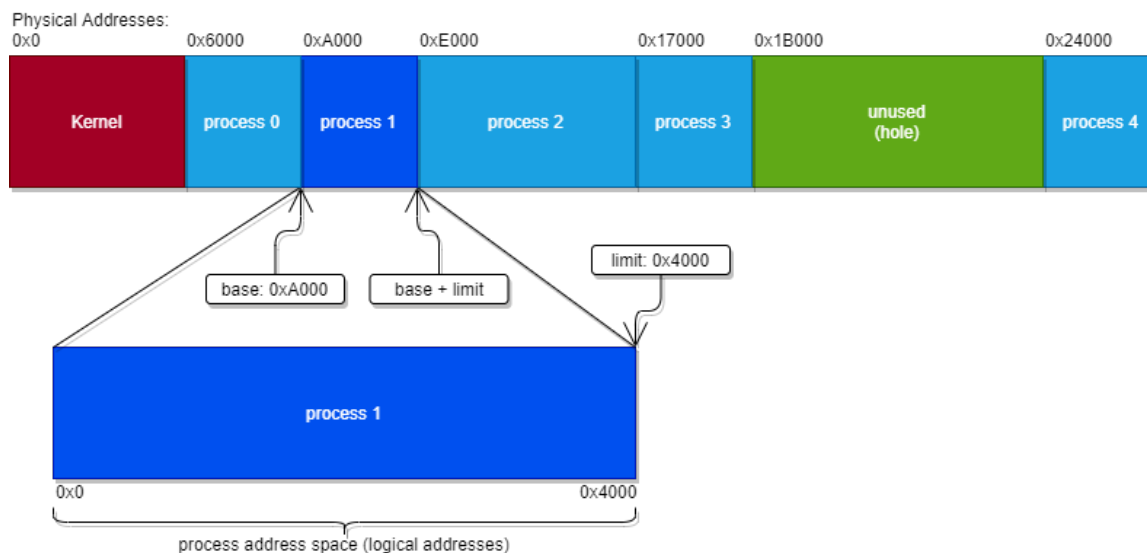 Physical Addresses:
0x0 0x6000 0xA000 0xE000 0x17000 0x1B000 0x24000
Kernel process 0 process 1 process 2 process 3 unused process 4
(hole)
limit: 0x4000
base: 0xA000 base + limit
process 1
0x0 0x4000
process address space (logical addresses)